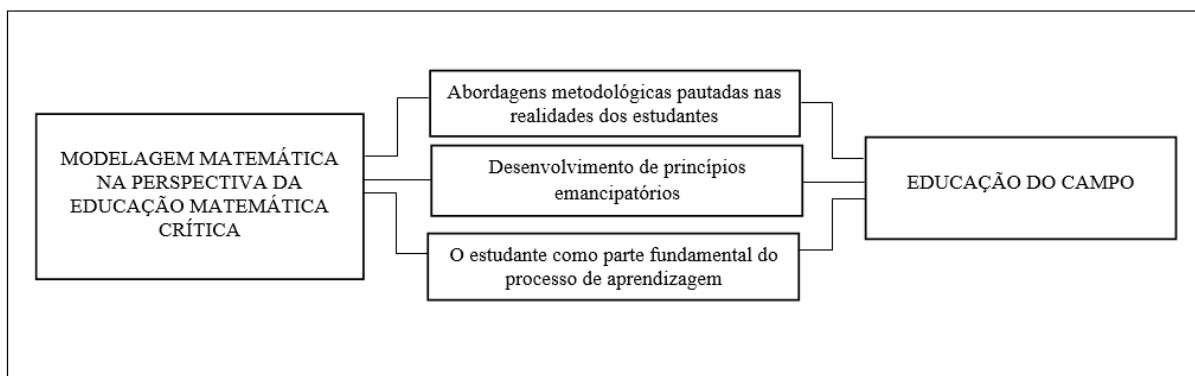 MODELAGEM MATEMÁTICA
NA PERSPECTIVA DA
EDUCAÇÃO MATEMÁTICA
CRÍTICA
Abordagens metodológicas pautadas nas
realidades dos estudantes
Desenvolvimento de princípios
emancipatórios
O estudante como parte fundamental do
processo de aprendizagem
EDUCAÇÃO DO CAMPO